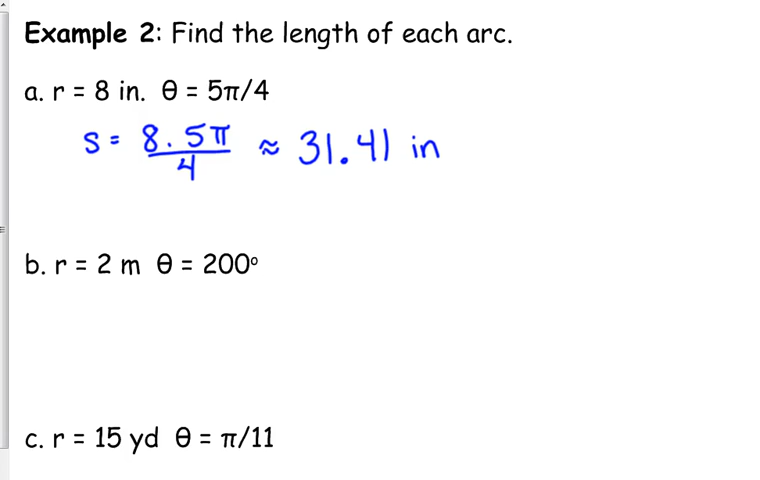 Example 2: Find the length of each arc.
a. r = 8 in. θ = 5π/4
s = 8 . 5π / 4 ≈ 31.41 in
b. r = 2 m θ = 200°
c. r = 15 yd θ = π/11